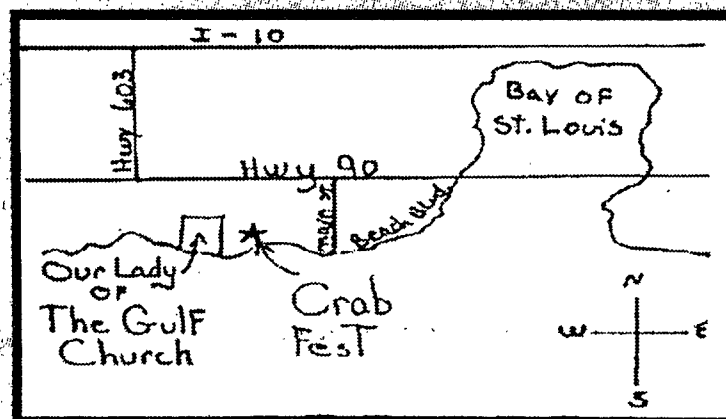 I-10
Hwy 603
Bay of
St. Louis
Hwy 90
Main St
Beach Blvd
Our Lady
of
The Gulf
Church
Crab
Fest
N
W E
S